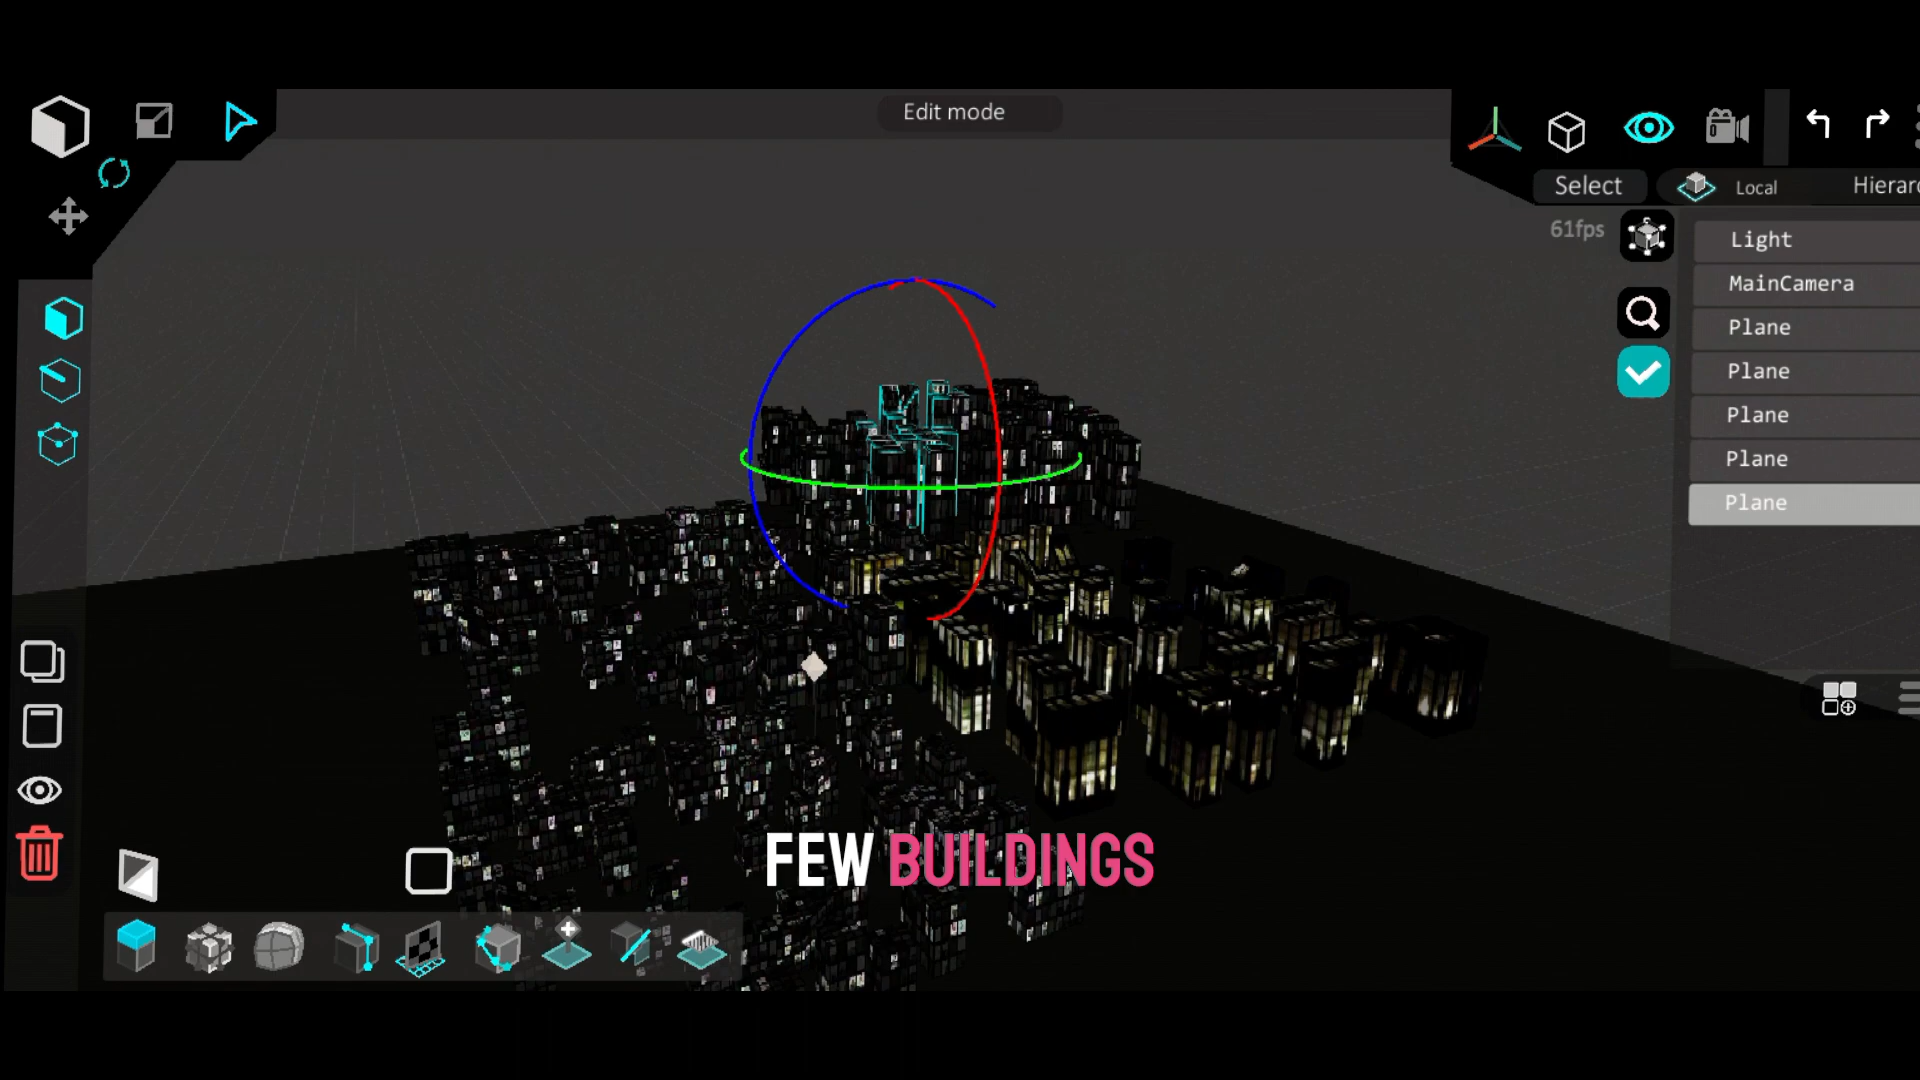 Edit mode
Select
Local
Hierarc
61fps
Light
MainCamera
Plane
Plane
Plane
Plane
Plane
FEW BUILDINGS